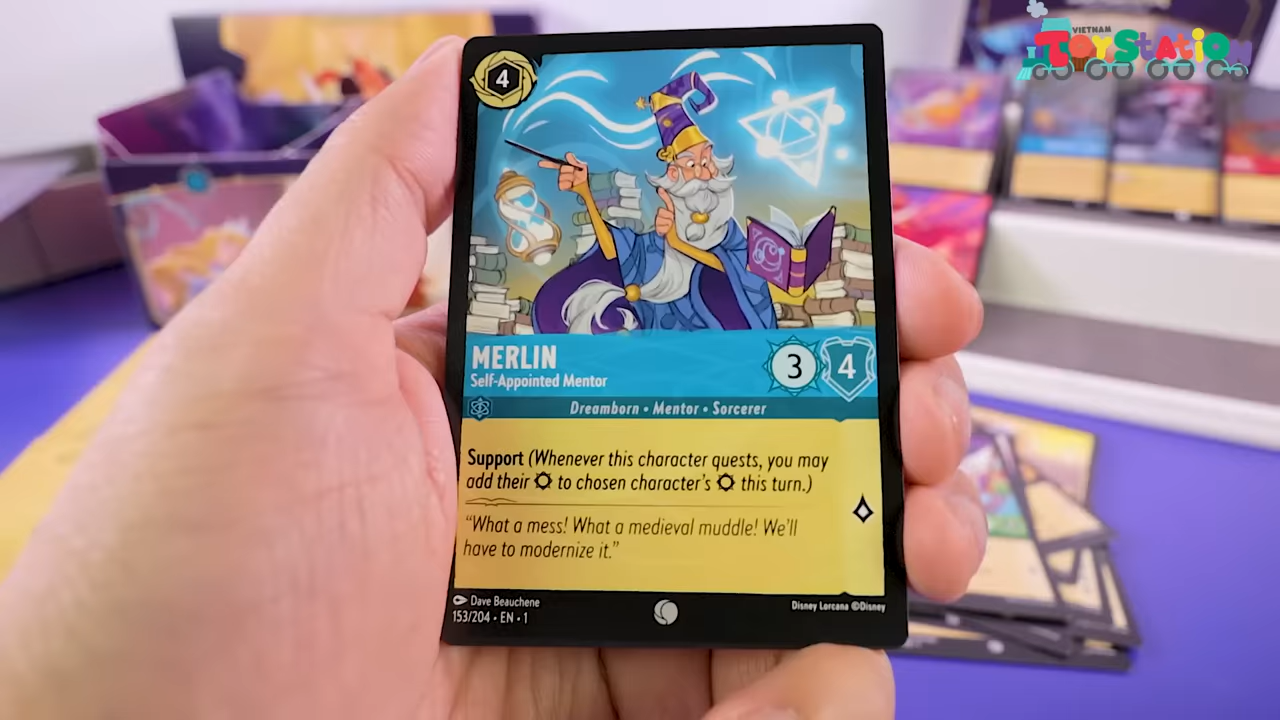 VIETNAM
TOYSTATION
4
MERLIN
Self-Appointed Mentor
3 4
Dreamborn • Mentor • Sorcerer
Support (Whenever this character quests, you may
add their to chosen character's this turn.)
“What a mess! What a medieval muddle! We'll
have to modernize it.”
Dave Beauchene
153/204 • EN • 1
Disney Lorcana ©Disney